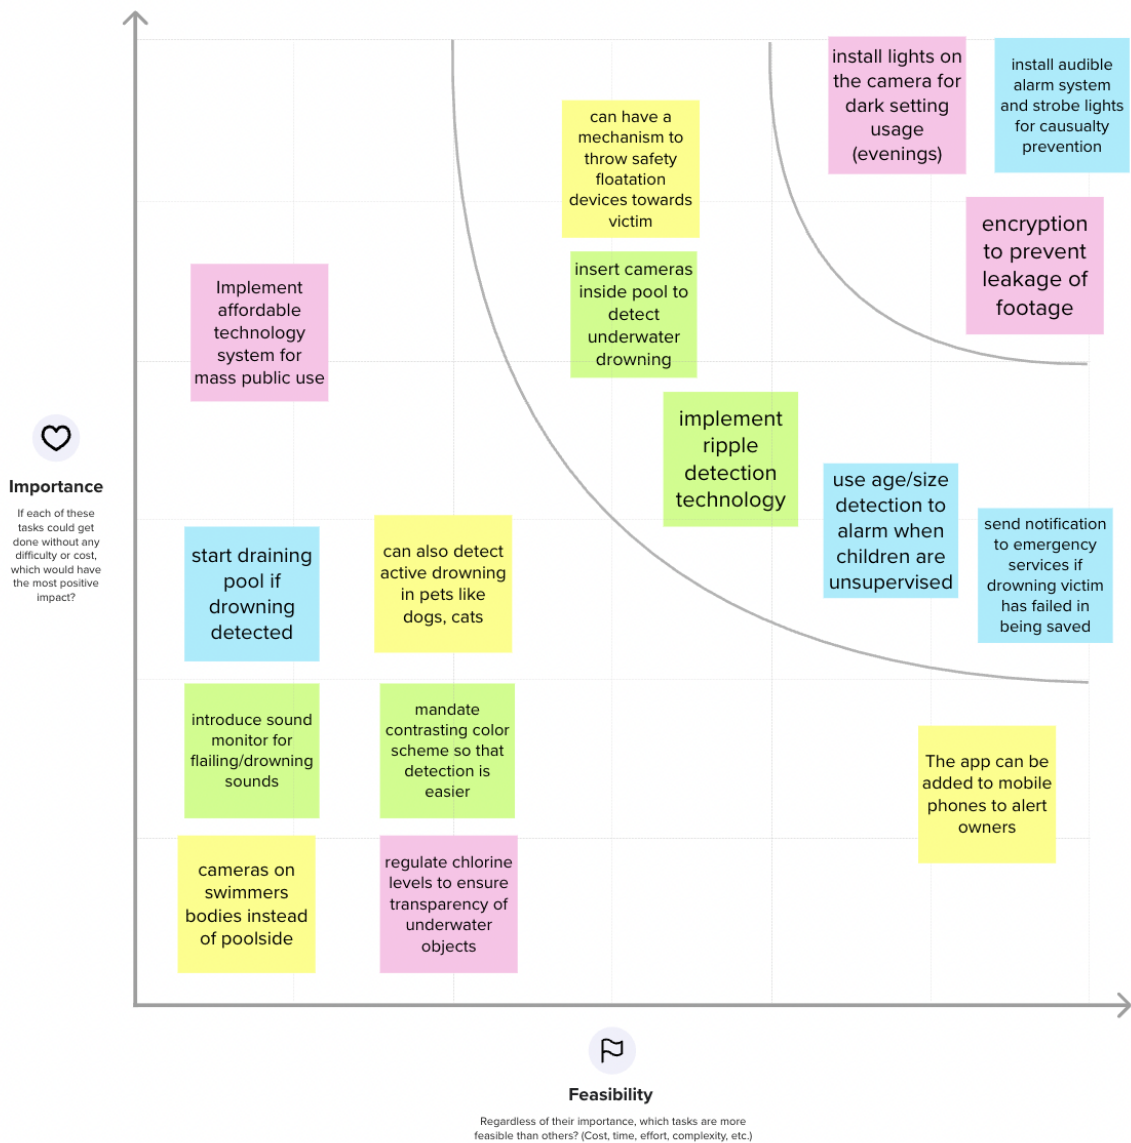 install lights on
the camera for
dark setting
usage
(evenings)
install audible
alarm system
and strobe lights
for causualty
prevention
can have a
mechanism to
throw safety
floatation
devices towards
victim
encryption
to prevent
leakage of
footage
insert cameras
inside pool to
detect
underwater
drowning
Implement
affordable
technology
system for
mass public use
implement
ripple
detection
technology
use age/size
detection to
alarm when
children are
unsupervised
send notification
to emergency
services if
drowning victim
has failed in
being saved
Importance
If each of these
tasks could get
done without any
difficulty or cost,
which would have
the most positive
impact?
start draining
pool if
drowning
detected
can also detect
active drowning
in pets like
dogs, cats
introduce sound
monitor for
flailing/drowning
sounds
mandate
contrasting color
scheme so that
detection is
easier
The app can be
added to mobile
phones to alert
owners
cameras on
swimmers
bodies instead
of poolside
regulate chlorine
levels to ensure
transparency of
underwater
objects
Feasibility
Regardless of their importance, which tasks are more
feasible than others? (Cost, time, effort, complexity, etc.)